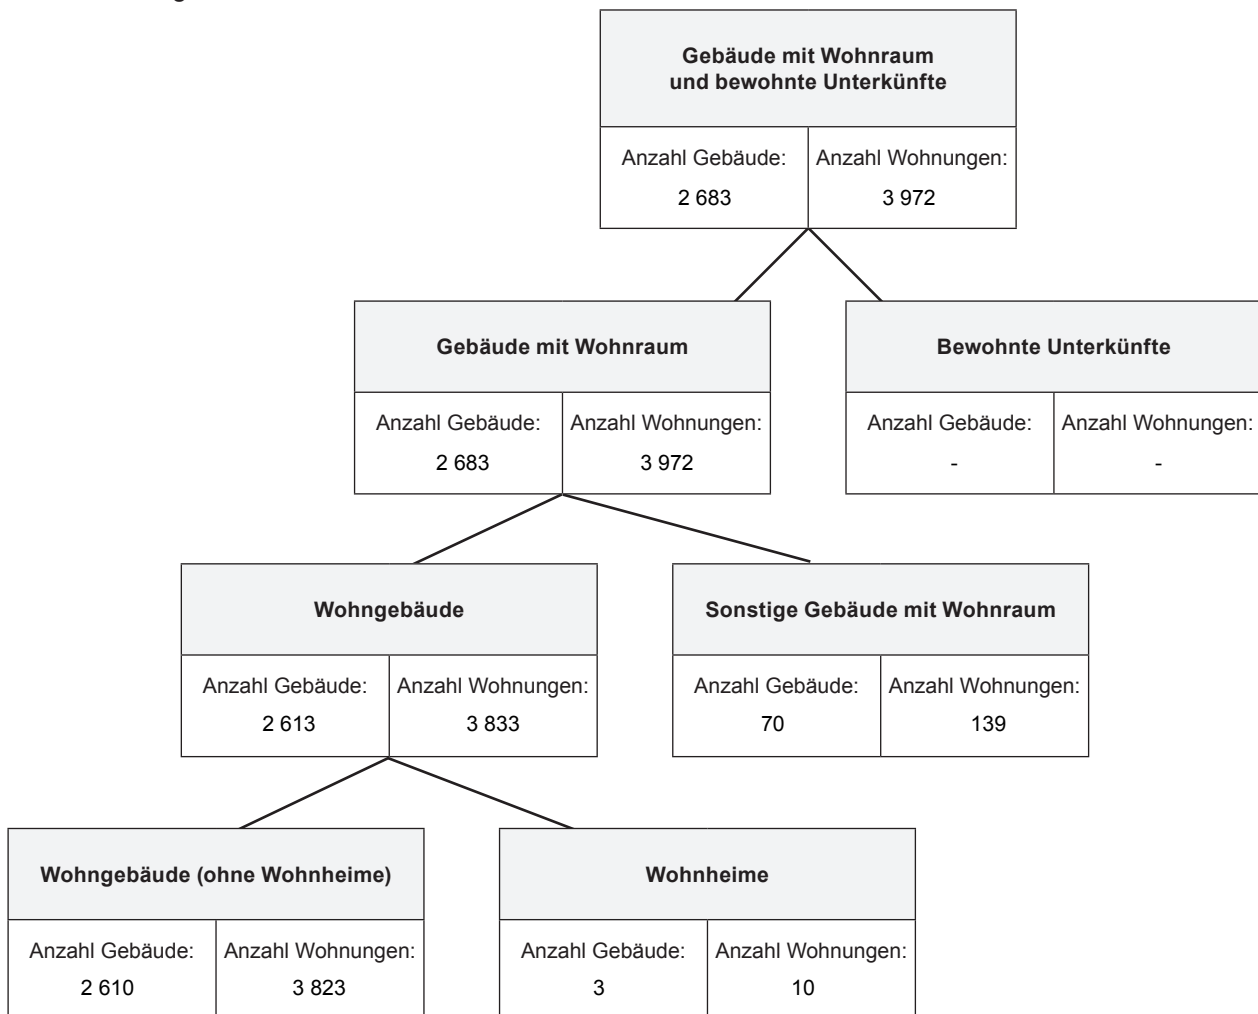 Gebäude mit Wohnraum
und bewohnte Unterkünfte
Anzahl Gebäude: Anzahl Wohnungen:
2 683 3 972
Gebäude mit Wohnraum Bewohnte Unterkünfte
Anzahl Gebäude: Anzahl Wohnungen: Anzahl Gebäude: Anzahl Wohnungen:
2 683 3 972 - -
Wohngebäude Sonstige Gebäude mit Wohnraum
Anzahl Gebäude: Anzahl Wohnungen: Anzahl Gebäude: Anzahl Wohnungen:
2 613 3 833 70 139
Wohngebäude (ohne Wohnheime) Wohnheime
Anzahl Gebäude: Anzahl Wohnungen: Anzahl Gebäude: Anzahl Wohnungen:
2 610 3 823 3 10